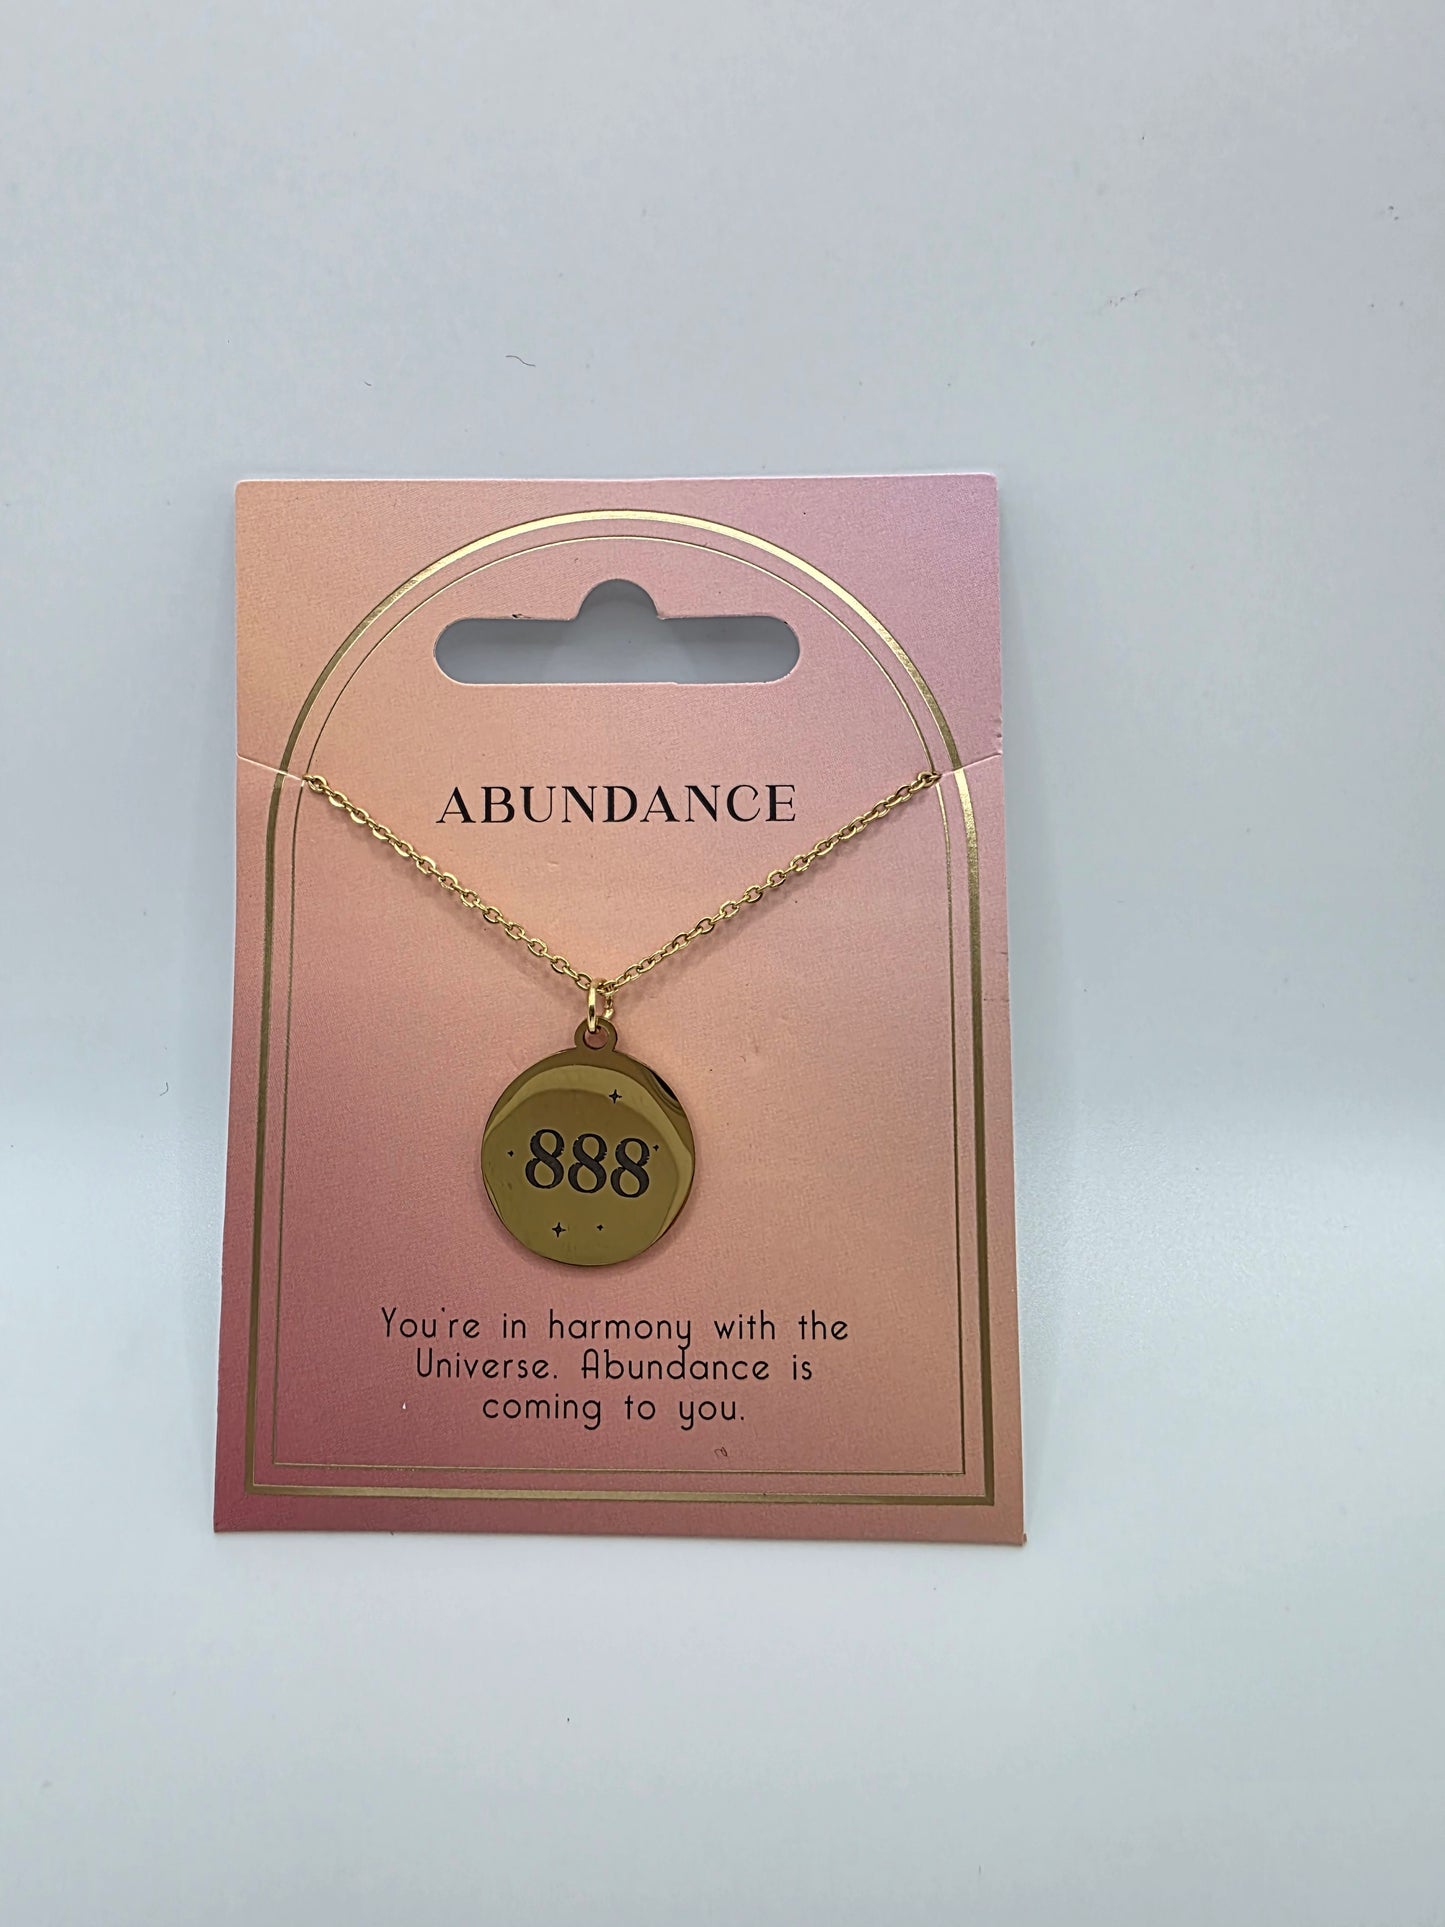 ABUNDANCE
888
You're in harmony with the
Universe. Abundance is
coming to you.